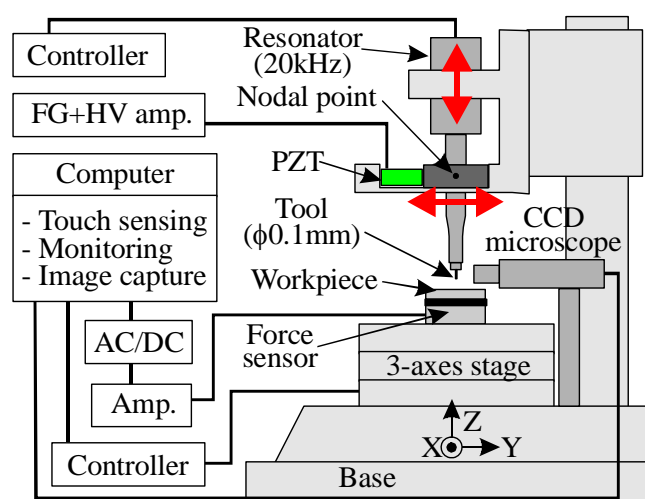 Controller
Resonator
(20kHz)
Nodal point
FG+HV amp.
PZT
Computer
- Touch sensing
- Monitoring
- Image capture
Tool
(ϕ0.1mm)
CCD
microscope
Workpiece
AC/DC
Force
sensor
3-axes stage
Amp.
Z
X
Y
Controller
Base